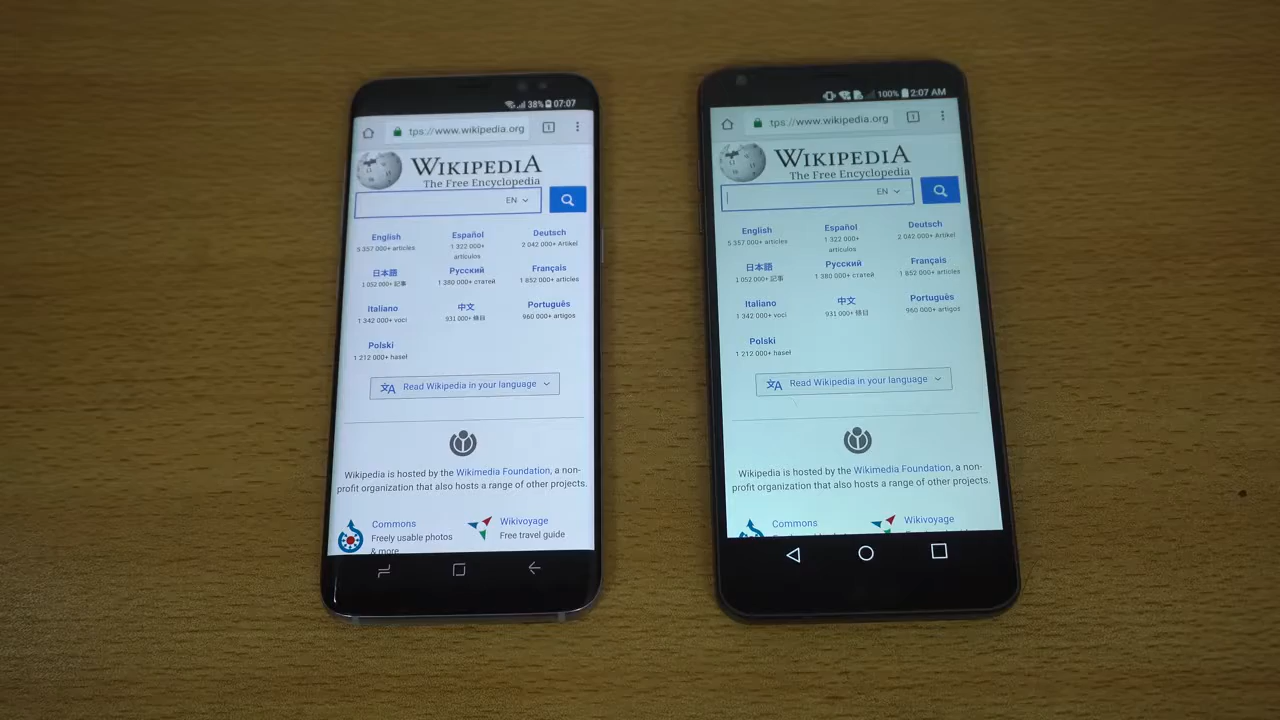 38% 07:07
tps://www.wikipedia.org
1
WIKIPEDIA
The Free Encyclopedia
EN
English
5 357 000+ articles
Español
1 322 000+
artículos
Deutsch
2 042 000+ Artikel
日本語
1 052 000+ 記事
Русский
1 380 000+ статей
Français
1 852 000+ articles
Italiano
1 342 000+ voci
中文
931 000+ 條目
Português
960 000+ artigos
Polski
1 212 000+ haseł
Read Wikipedia in your language
Wikipedia is hosted by the Wikimedia Foundation, a non-
profit organization that also hosts a range of other projects.
Commons
Freely usable photos
& more
Wikivoyage
Free travel guide
100% 2:07 AM
tps://www.wikipedia.org
1
WIKIPEDIA
The Free Encyclopedia
EN
English
5 357 000+ articles
Español
1 322 000+
artículos
Deutsch
2 042 000+ Artikel
日本語
1 052 000+ 記事
Русский
1 380 000+ статей
Français
1 852 000+ articles
Italiano
1 342 000+ voci
中文
931 000+ 條目
Português
960 000+ artigos
Polski
1 212 000+ haseł
Read Wikipedia in your language
Wikipedia is hosted by the Wikimedia Foundation, a non-
profit organization that also hosts a range of other projects.
Commons
Wikivoyage